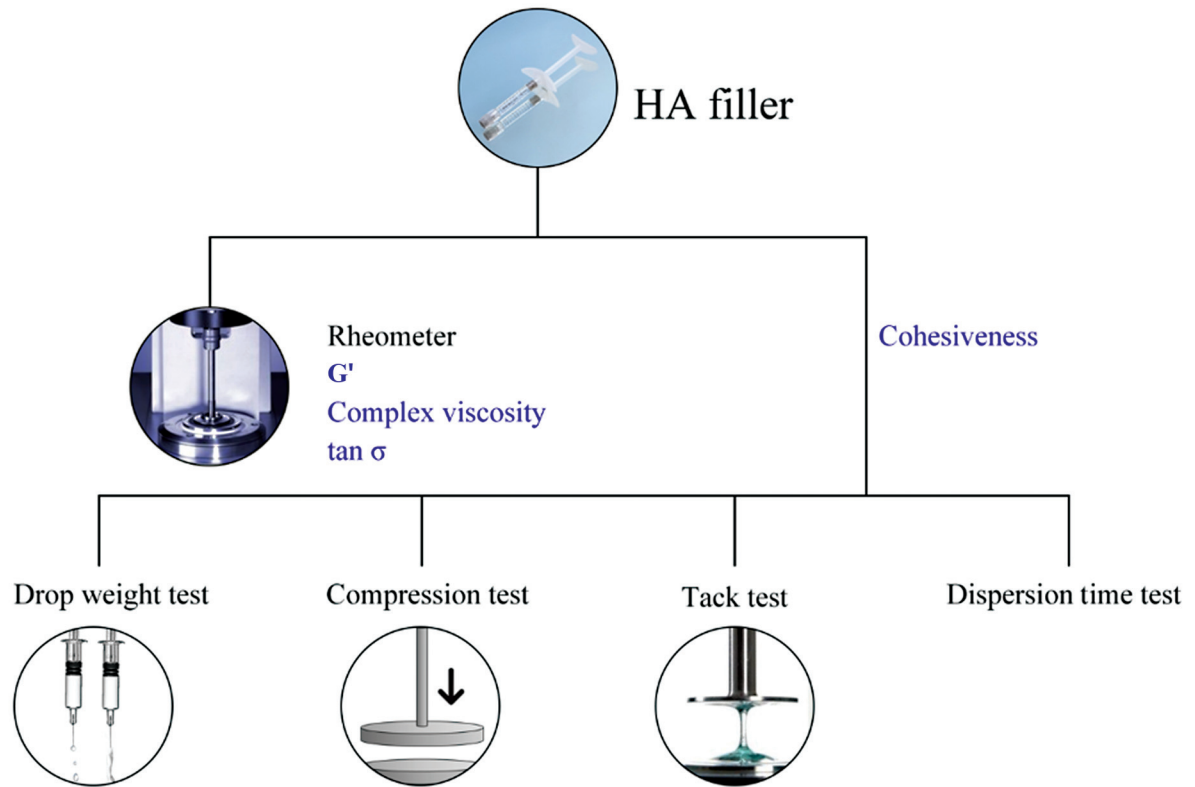 HA filler
Rheometer
G'
Complex viscosity
tan σ
Cohesiveness
Drop weight test
Compression test
Tack test
Dispersion time test